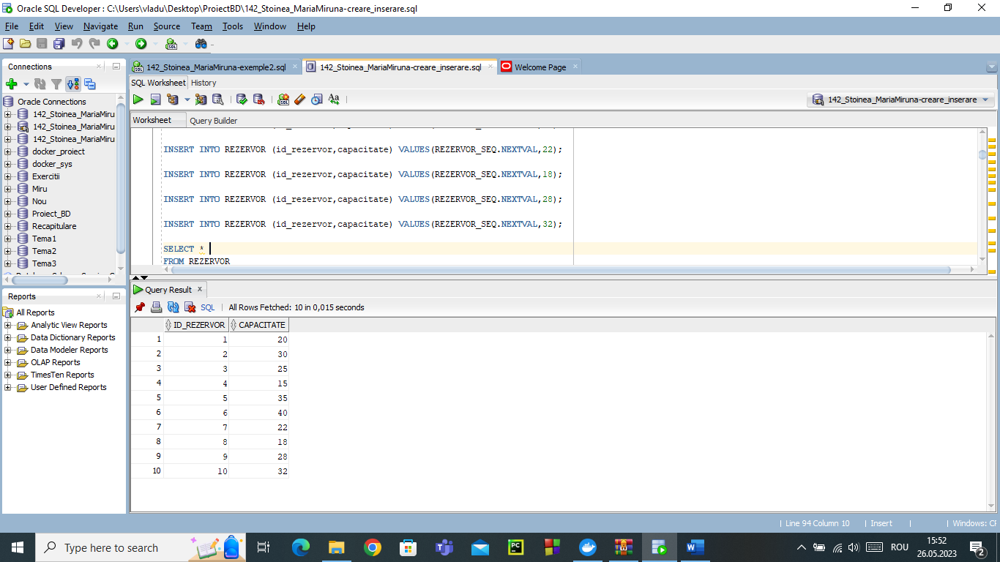 Oracle SQL Developer : C:\Users\vladu\Desktop\ProiectBD\142_Stoinea_MariaMiruna-creare_inserare.sql
File Edit View Navigate Run Source Team Tools Window Help
Connections
Oracle Connections
142_Stoinea_MariaMiru
142_Stoinea_MariaMiru
142_Stoinea_MariaMiru
docker_proiect
docker_sys
Exercitii
Miru
Nou
Proiect_BD
Recapitulare
Tema1
Tema2
Tema3
Reports
All Reports
Analytic View Reports
Data Dictionary Reports
Data Modeler Reports
OLAP Reports
TimesTen Reports
User Defined Reports
142_Stoinea_MariaMiruna-exemple2.sql 142_Stoinea_MariaMiruna-creare_inserare.sql Welcome Page
SQL Worksheet History
Aa 142_Stoinea_MariaMiruna-creare_inserare
Worksheet Query Builder
INSERT INTO REZERVOR (id_rezervor,capacitate) VALUES(REZERVOR_SEQ.NEXTVAL,22);
INSERT INTO REZERVOR (id_rezervor,capacitate) VALUES(REZERVOR_SEQ.NEXTVAL,18);
INSERT INTO REZERVOR (id_rezervor,capacitate) VALUES(REZERVOR_SEQ.NEXTVAL,28);
INSERT INTO REZERVOR (id_rezervor,capacitate) VALUES(REZERVOR_SEQ.NEXTVAL,32);
SELECT *
FROM REZERVOR
Query Result
SQL All Rows Fetched: 10 in 0,015 seconds
ID_REZERVOR CAPACITATE
1 1 20
2 2 30
3 3 25
4 4 15
5 5 35
6 6 40
7 7 22
8 8 18
9 9 28
10 10 32
Line 94 Column 10 Insert Windows: CF
Type here to search
ROU
15:52
26.05.2023
2